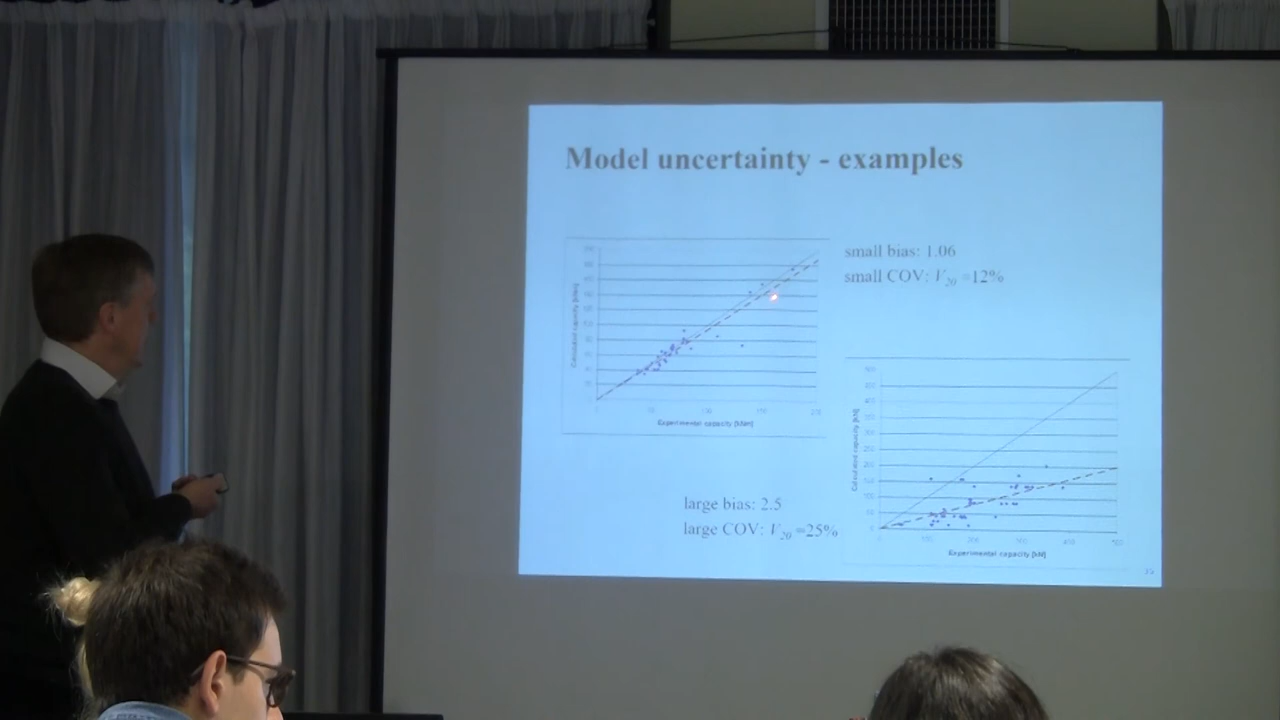 Model uncertainty - examples
small bias: 1.06
small COV: V₂₀ =12%
Calculated capacity [kNm]
Experimental capacity [kNm]
Calculated capacity [kN]
Experimental capacity [kN]
large bias: 2.5
large COV: V₂₀ =25%